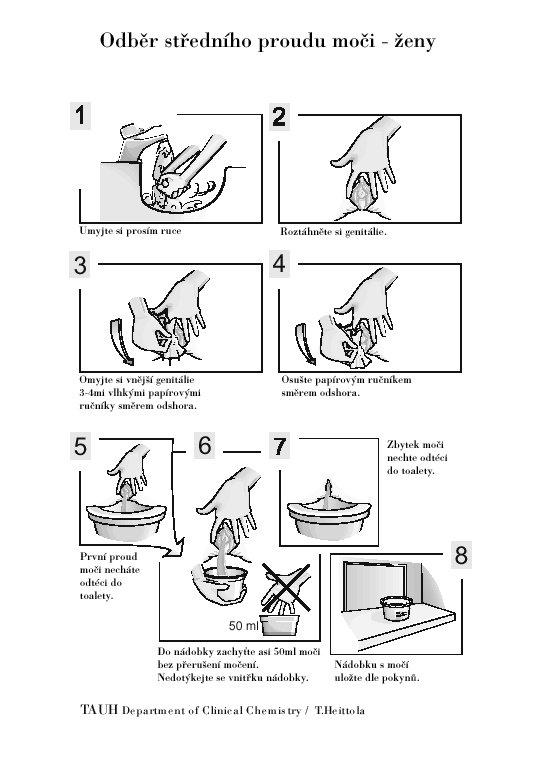 Odběr středního proudu moči - ženy
1
Umyjte si prosím ruce
2
Roztáhněte si genitálie.
3
Omyjte si vnější genitálie
3-4mi vlhkými papírovými
ručníky směrem odshora.
4
Osušte papírovým ručníkem
směrem odshora.
5
První proud
moči necháte
odtéci do
toalety.
6
50 ml
Do nádobky zachyťte asi 50ml moči
bez přerušení močení.
Nedotýkejte se vnitřku nádobky.
7
Zbytek moči
nechte odtéci
do toalety.
8
Nádobku s močí
uložte dle pokynů.
TAUH Department of Clinical Chemistry / T.Heittola